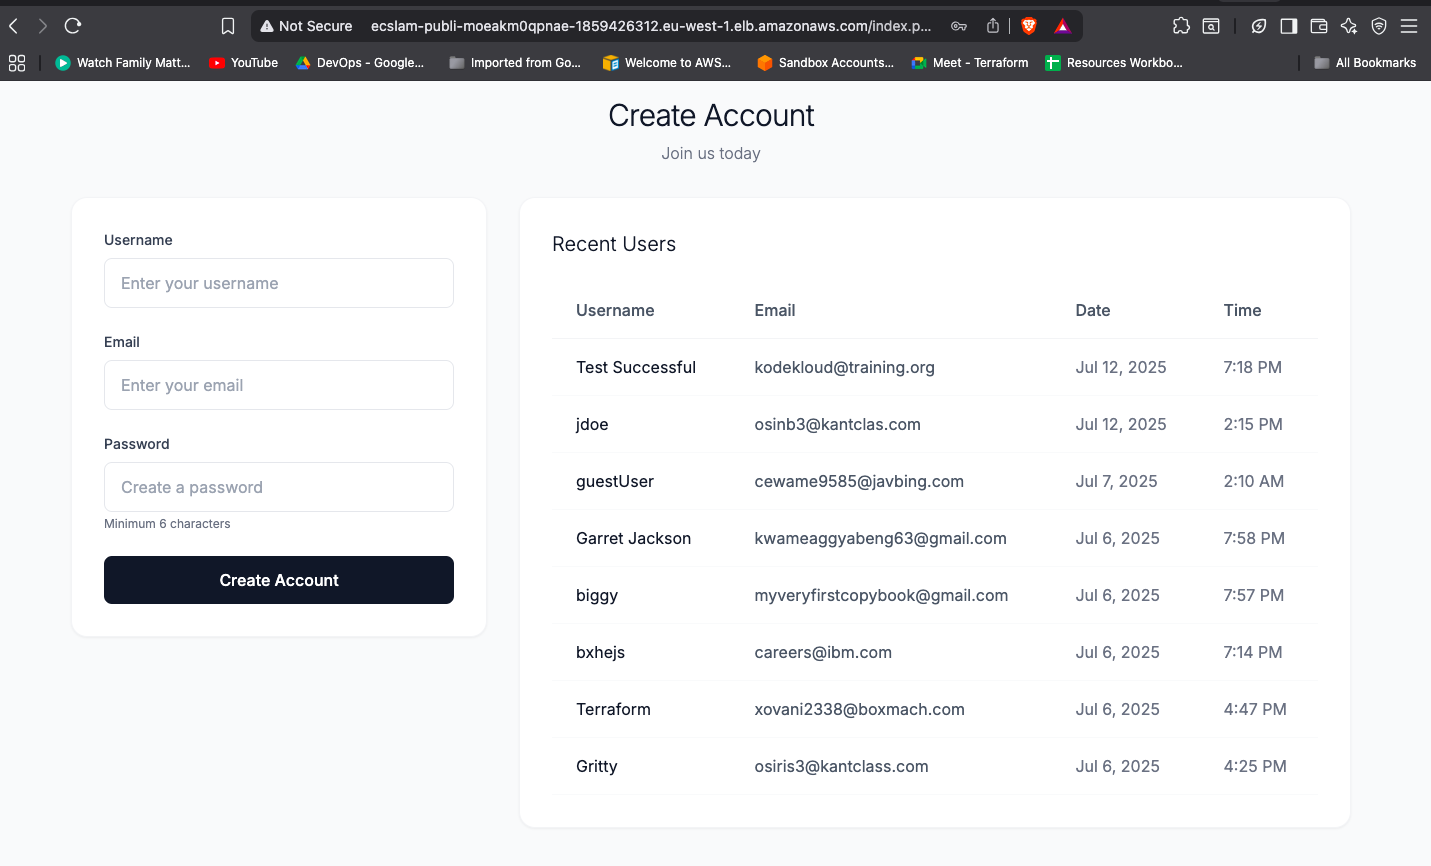 Not Secure ecslam-publi-moeakm0qpnae-1859426312.eu-west-1.elb.amazonaws.com/index.p...
Watch Family Matt... YouTube DevOps - Google... Imported from Go... Welcome to AWS... Sandbox Accounts... Meet - Terraform Resources Workbo... All Bookmarks
Create Account
Join us today
Username
Enter your username
Email
Enter your email
Password
Create a password
Minimum 6 characters
Create Account
Recent Users
Username Email Date Time
Test Successful kodekloud@training.org Jul 12, 2025 7:18 PM
jdoe osinb3@kantclas.com Jul 12, 2025 2:15 PM
guestUser cewame9585@javbing.com Jul 7, 2025 2:10 AM
Garret Jackson kwameaggyabeng63@gmail.com Jul 6, 2025 7:58 PM
biggy myveryfirstcopybook@gmail.com Jul 6, 2025 7:57 PM
bxhejs careers@ibm.com Jul 6, 2025 7:14 PM
Terraform xovani2338@boxmach.com Jul 6, 2025 4:47 PM
Gritty osiris3@kantclass.com Jul 6, 2025 4:25 PM